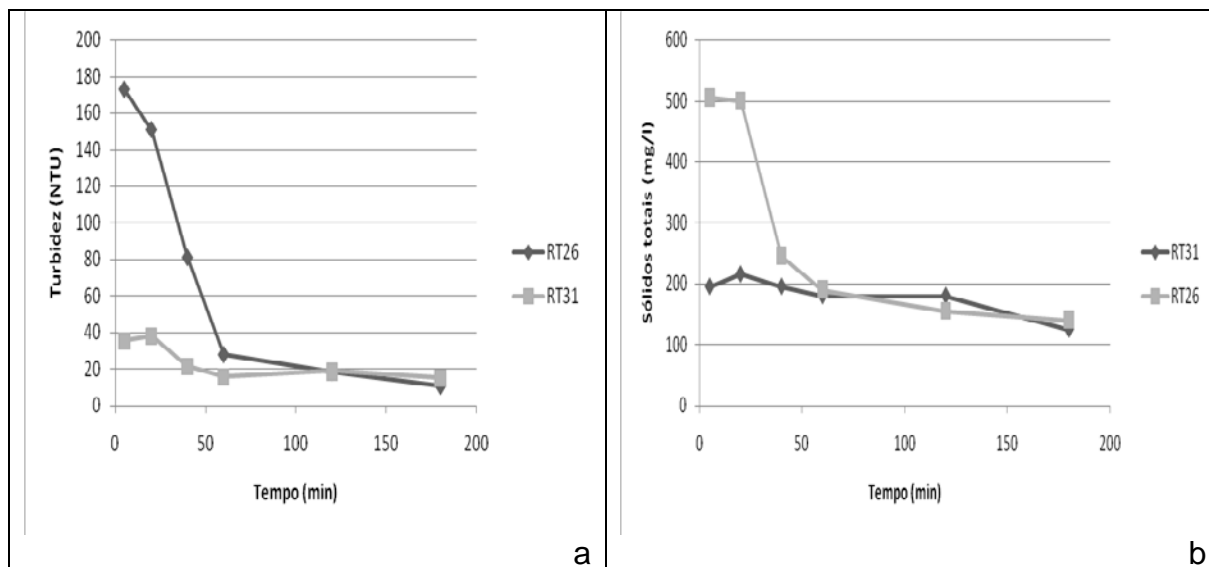 Turbidez (NTU)
200
180
160
140
120
100
80
60
40
20
0
0 50 100 150 200
Tempo (min)
RT26
RT31
a
Sólidos totais (mg/l)
600
500
400
300
200
100
0
0 50 100 150 200
Tempo (min)
RT31
RT26
b